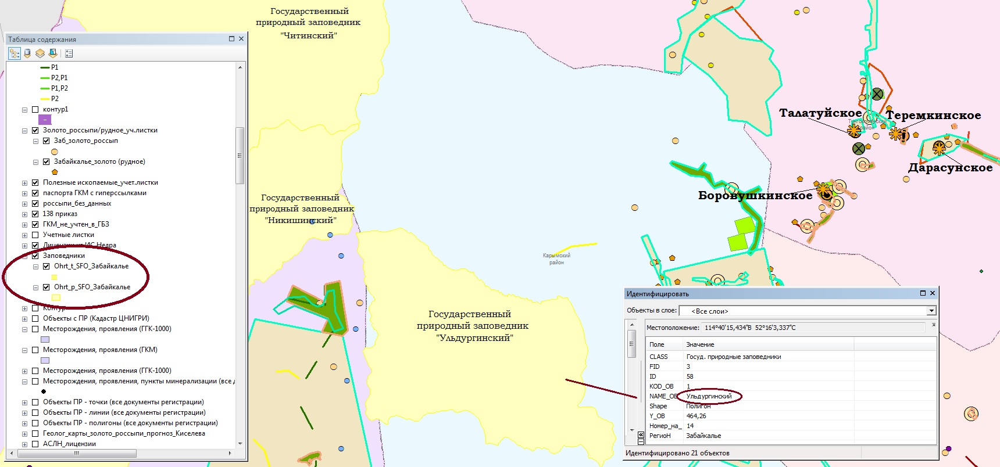 Государственный
природный заповедник
"Читинский"
Таблица содержания
P1
P2,P1
P1,P2
P2
контур1
Золото_россыпи/рудное_уч.листки
Заб_золото_россып
Забайкалье_золото (рудное)
Полезные ископаемые_учет.листки
паспорта ГКМ с гиперссылками
россыпи_без_данных
138 приказ
ГКМ_не_учтен_в_ГБЗ
Учетные листки
Заповедники
Ohrt_t_SFO_Забайкалье
Ohrt_p_SFO_Забайкалье
Контур
Объекты с ПР (Кадастр ЦНИГРИ)
Месторождения, проявления (ГГК-1000)
Месторождения, проявления (ГКМ)
Месторождения, проявления (ГГК-1000)
Месторождения, проявления, пункты минерализации (все д
Объекты ПР - точки (все документы регистрации)
Объекты ПР - линии (все документы регистрации)
Объекты ПР - полигоны (все документы регистрации)
Геолог_карты_золото_россыпи_прогноз_Киселева
АСЛН_лицензии
Государственный
природный заповедник
"Никишинский"
Талатуйское
Теремкинское
район
Дарасунское
Боровушкинское
Карымский
район
Государственный
природный заповедник
"Ульдургинский"
Идентифицировать
Объекты в слое: <Все слои>
Местоположение: 114°40'15,434"В 52°16'3,337"С
Поле Значение
CLASS Госуд. природные заповедники
FID 3
ID 58
KOD_OB 1
NAME_OB Ульдургинский
Shape Полигон
Y_OB 464,26
Номер_на_ 14
РегиоН Забайкалье
Идентифицировано 21 объектов